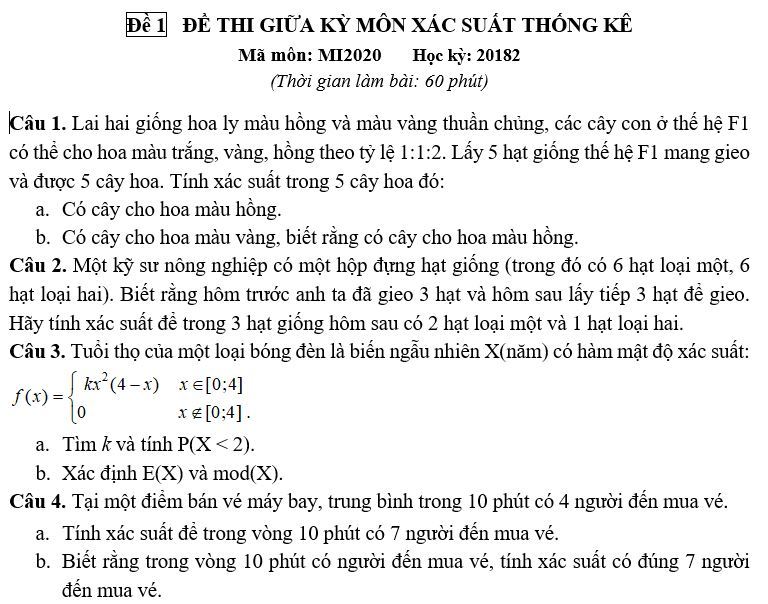 Đề 1 ĐỀ THI GIỮA KỲ MÔN XÁC SUẤT THỐNG KÊ
Mã môn: MI2020 Học kỳ: 20182
(Thời gian làm bài: 60 phút)
Câu 1. Lai hai giống hoa ly màu hồng và màu vàng thuần chủng, các cây con ở thế hệ F1
có thể cho hoa màu trắng, vàng, hồng theo tỷ lệ 1:1:2. Lấy 5 hạt giống thế hệ F1 mang gieo
và được 5 cây hoa. Tính xác suất trong 5 cây hoa đó:
a. Có cây cho hoa màu hồng.
b. Có cây cho hoa màu vàng, biết rằng có cây cho hoa màu hồng.
Câu 2. Một kỹ sư nông nghiệp có một hộp đựng hạt giống (trong đó có 6 hạt loại một, 6
hạt loại hai). Biết rằng hôm trước anh ta đã gieo 3 hạt và hôm sau lấy tiếp 3 hạt để gieo.
Hãy tính xác suất để trong 3 hạt giống hôm sau có 2 hạt loại một và 1 hạt loại hai.
Câu 3. Tuổi thọ của một loại bóng đèn là biến ngẫu nhiên X(năm) có hàm mật độ xác suất:
f(x) = { kx²(4 − x) x ∈ [0;4]
0 x ∉ [0;4] .
a. Tìm k và tính P(X < 2).
b. Xác định E(X) và mod(X).
Câu 4. Tại một điểm bán vé máy bay, trung bình trong 10 phút có 4 người đến mua vé.
a. Tính xác suất để trong vòng 10 phút có 7 người đến mua vé.
b. Biết rằng trong vòng 10 phút có người đến mua vé, tính xác suất có đúng 7 người
đến mua vé.